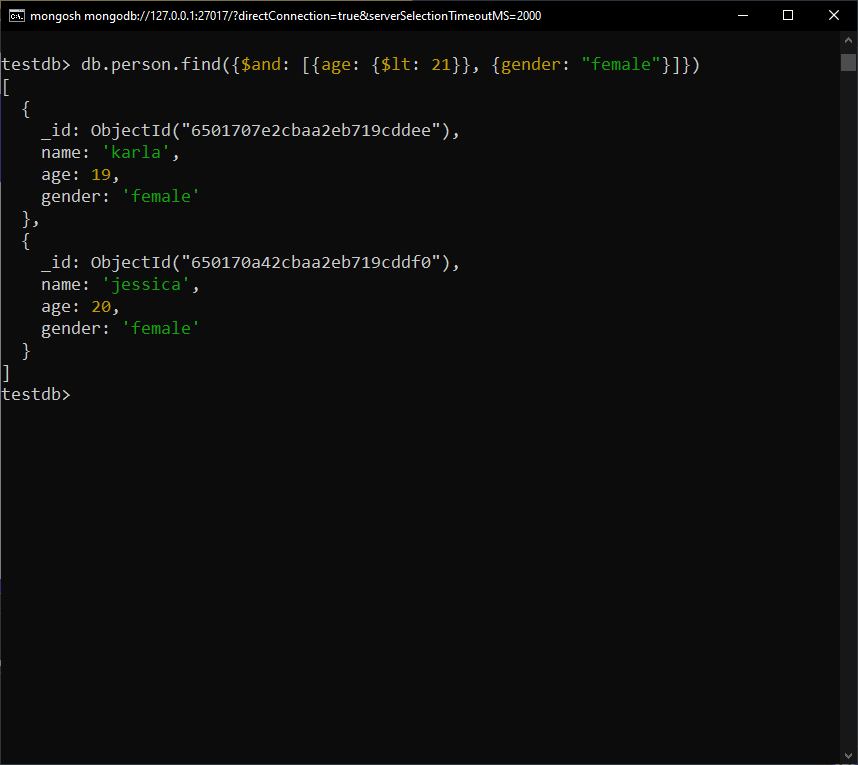 mongosh mongodb://127.0.0.1:27017/?directConnection=true&serverSelectionTimeoutMS=2000
testdb> db.person.find({$and: [{age: {$lt: 21}}, {gender: "female"}]})
[
  {
    _id: ObjectId("6501707e2cbaa2eb719cddee"),
    name: 'karla',
    age: 19,
    gender: 'female'
  },
  {
    _id: ObjectId("650170a42cbaa2eb719cddf0"),
    name: 'jessica',
    age: 20,
    gender: 'female'
  }
]
testdb>